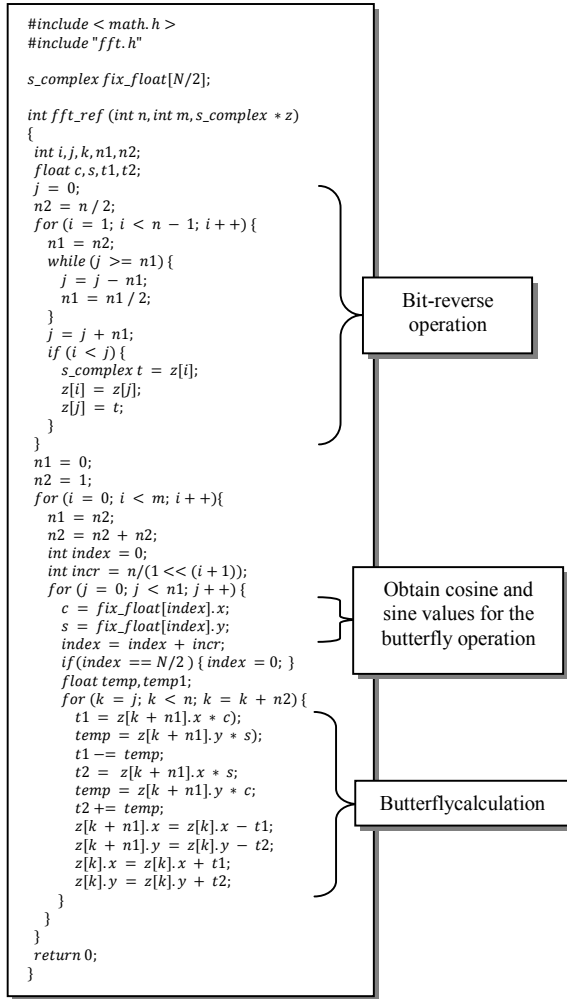 #include < math.h >
#include "fft.h"
s_complex fix_float[N/2];
int fft_ref (int n, int m, s_complex * z)
{
int i, j, k, n1, n2;
float c, s, t1, t2;
j = 0;
n2 = n / 2;
for (i = 1; i < n − 1; i + +) {
n1 = n2;
while (j >= n1) {
j = j − n1;
n1 = n1 / 2;
}
j = j + n1;
if (i < j) {
s_complex t = z[i];
z[i] = z[j];
z[j] = t;
}
}
n1 = 0;
n2 = 1;
for (i = 0; i < m; i + +){
n1 = n2;
n2 = n2 + n2;
int index = 0;
int incr = n/(1 << (i + 1));
for (j = 0; j < n1; j + +) {
c = fix_float[index].x;
s = fix_float[index].y;
index = index + incr;
if(index == N/2 ) { index = 0; }
float temp, temp1;
for (k = j; k < n; k = k + n2) {
t1 = z[k + n1].x * c);
temp = z[k + n1].y * s);
t1 −= temp;
t2 = z[k + n1].x * s;
temp = z[k + n1].y * c;
t2 += temp;
z[k + n1].x = z[k].x − t1;
z[k + n1].y = z[k].y − t2;
z[k].x = z[k].x + t1;
z[k].y = z[k].y + t2;
}
}
}
return 0;
}
Bit-reverse
operation
Obtain cosine and
sine values for the
butterfly operation
Butterflycalculation